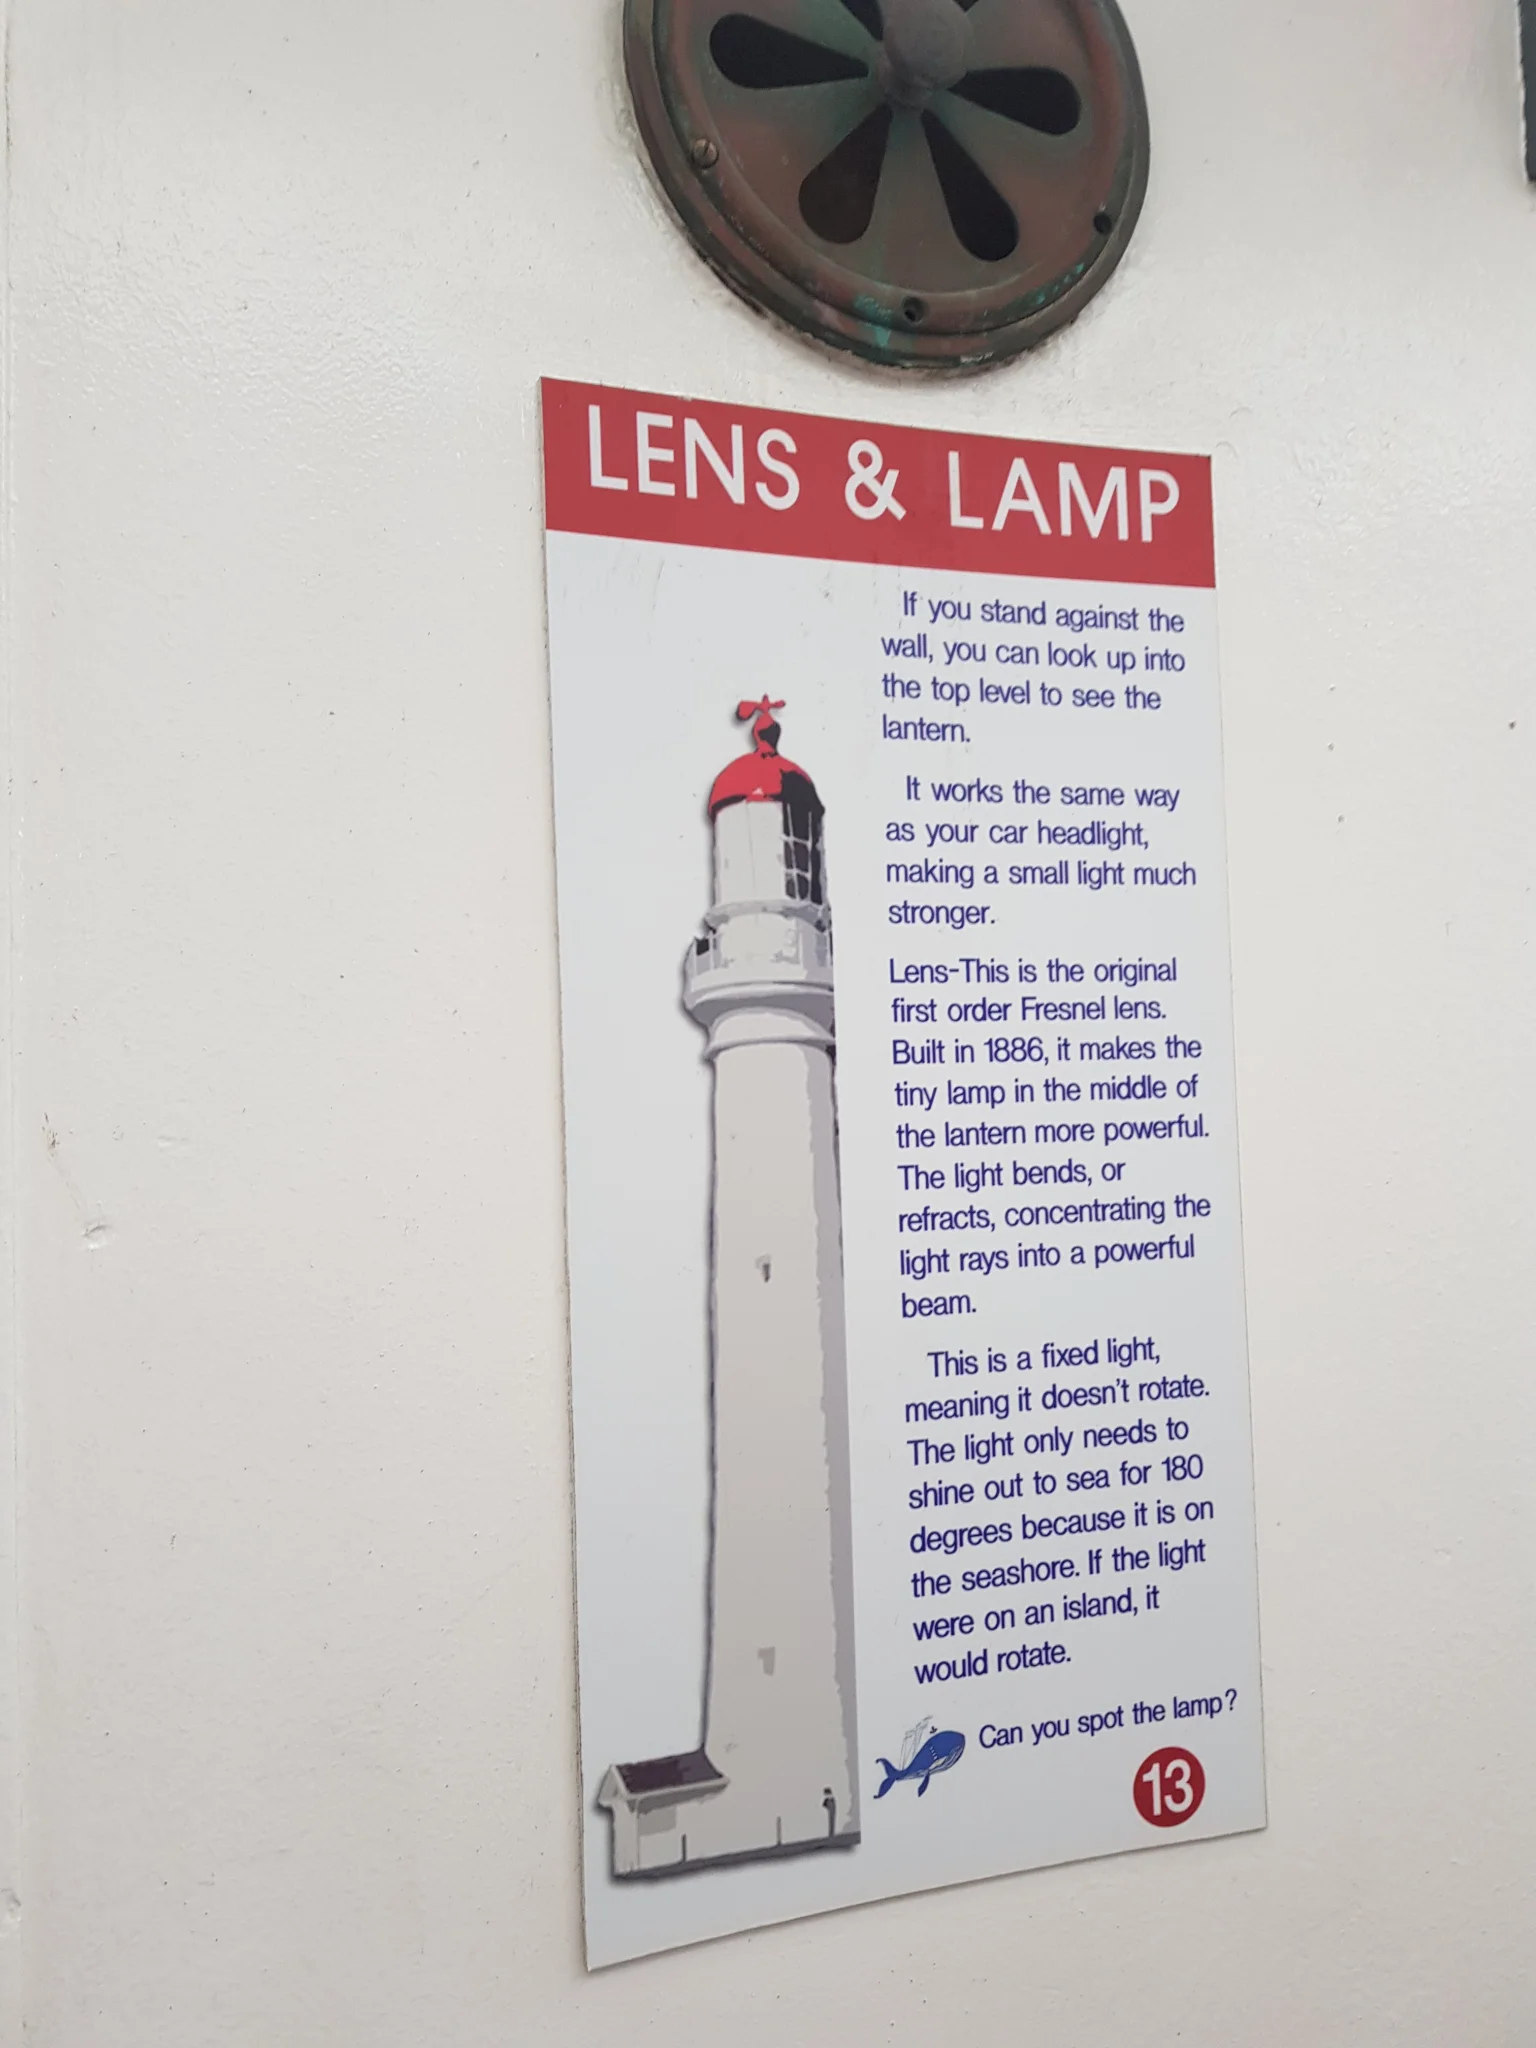 LENS & LAMP
If you stand against the
wall, you can look up into
the top level to see the
lantern.
It works the same way
as your car headlight,
making a small light much
stronger.
Lens-This is the original
first order Fresnel lens.
Built in 1886, it makes the
tiny lamp in the middle of
the lantern more powerful.
The light bends, or
refracts, concentrating the
light rays into a powerful
beam.
This is a fixed light,
meaning it doesn't rotate.
The light only needs to
shine out to sea for 180
degrees because it is on
the seashore. If the light
were on an island, it
would rotate.
Can you spot the lamp?
13